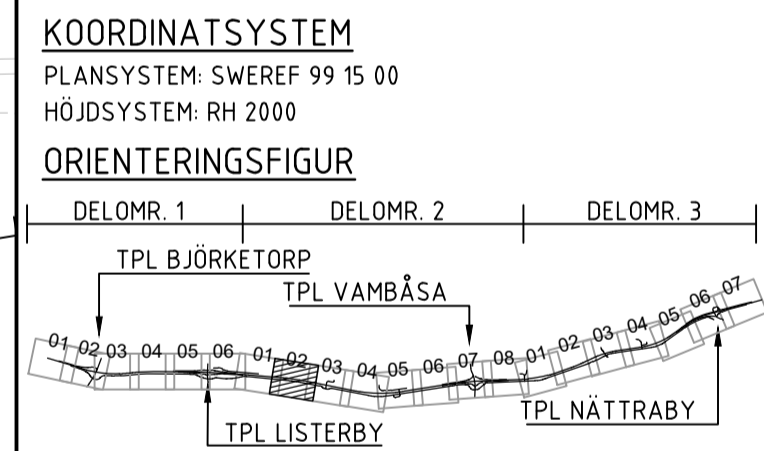 KOORDINATSYSTEM
PLANSYSTEM: SWEREF 99 15 00
HÖJDSYSTEM: RH 2000
ORIENTERINGSFIGUR
DELOMR. 1 DELOMR. 2 DELOMR. 3
TPL BJÖRKETORP
TPL VAMBÅSA
01 02 03 04 05 06 01 02 03 04 05 06 07 08 01 02 03 04 05 06 07
TPL NÄTTRABY
TPL LISTERBY